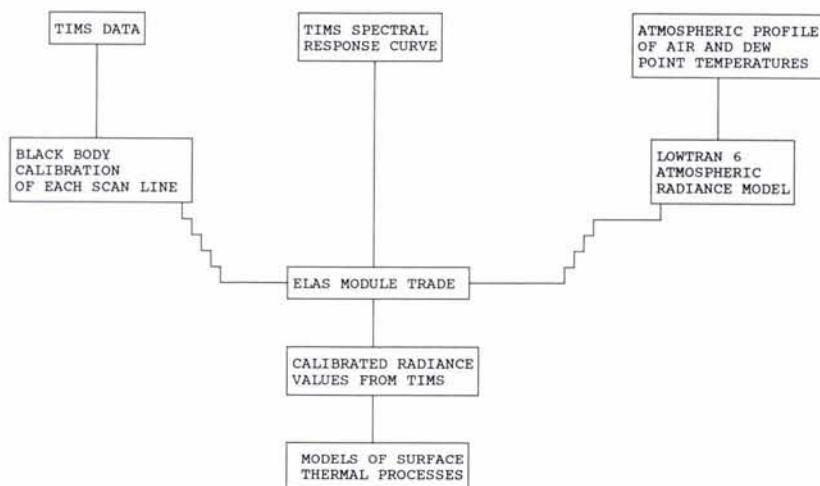 TIMS DATA
TIMS SPECTRAL
RESPONSE CURVE
ATMOSPHERIC PROFILE
OF AIR AND DEW
POINT TEMPERATURES
BLACK BODY
CALIBRATION
OF EACH SCAN LINE
LOWTRAN 6
ATMOSPHERIC
RADIANCE MODEL
ELAS MODULE TRADE
CALIBRATED RADIANCE
VALUES FROM TIMS
MODELS OF SURFACE
THERMAL PROCESSES